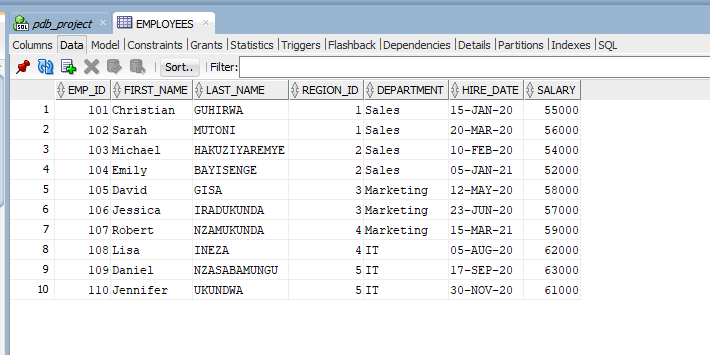 pdb_project EMPLOYEES
Columns Data Model Constraints Grants Statistics Triggers Flashback Dependencies Details Partitions Indexes SQL
Sort.. Filter:
EMP_ID FIRST_NAME LAST_NAME REGION_ID DEPARTMENT HIRE_DATE SALARY
1 101 Christian GUHIRWA 1 Sales 15-JAN-20 55000
2 102 Sarah MUTONI 1 Sales 20-MAR-20 56000
3 103 Michael HAKUZIYAREMYE 2 Sales 10-FEB-20 54000
4 104 Emily BAYISENGE 2 Sales 05-JAN-21 52000
5 105 David GISA 3 Marketing 12-MAY-20 58000
6 106 Jessica IRADUKUNDA 3 Marketing 23-JUN-20 57000
7 107 Robert NZAMUKUNDA 4 Marketing 15-MAR-21 59000
8 108 Lisa INEZA 4 IT 05-AUG-20 62000
9 109 Daniel NZASABAMUNGU 5 IT 17-SEP-20 63000
10 110 Jennifer UKUNDWA 5 IT 30-NOV-20 61000